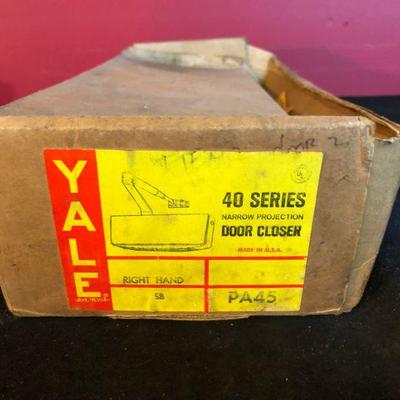 YALE
40 SERIES
NARROW PROJECTION
DOOR CLOSER
MADE IN U.S.A.
RIGHT HAND
SB
PA45